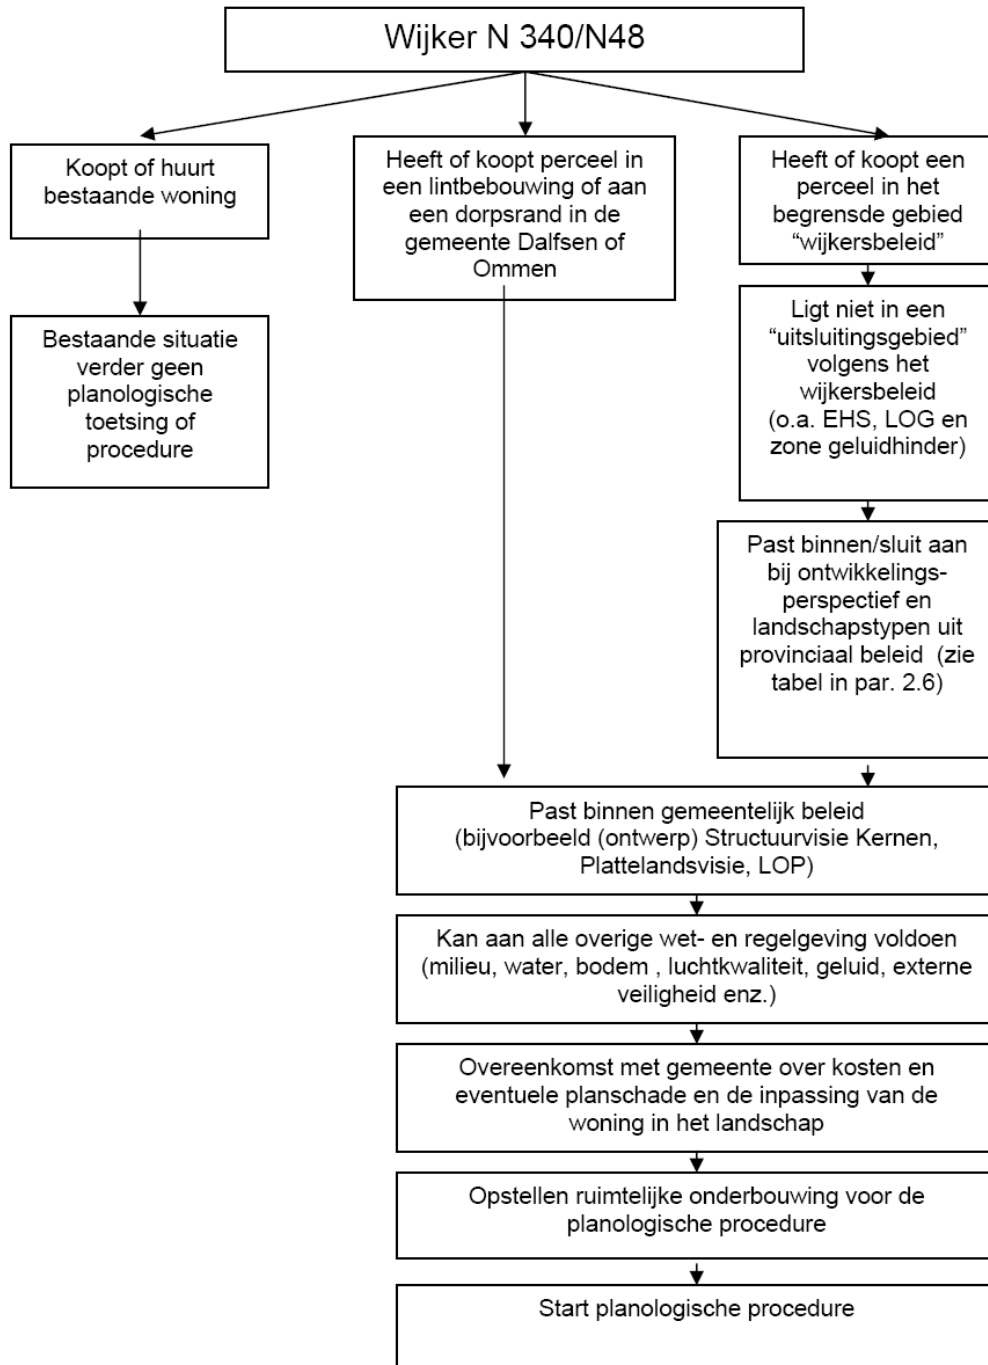 Wijker N 340/N48
Koopt of huurt
bestaande woning
Bestaande situatie
verder geen
planologische
toetsing of
procedure
Heeft of koopt perceel in
een lintbebouwing of aan
een dorpsrand in de
gemeente Dalfsen of
Ommen
Heeft of koopt een
perceel in het
begrensde gebied
“wijkersbeleid”
Ligt niet in een
“uitsluitingsgebied”
volgens het
wijkersbeleid
(o.a. EHS, LOG en
zone geluidhinder)
Past binnen/sluit aan
bij ontwikkelings-
perspectief en
landschapstypen uit
provinciaal beleid (zie
tabel in par. 2.6)
Past binnen gemeentelijk beleid
(bijvoorbeeld (ontwerp) Structuurvisie Kernen,
Plattelandsvisie, LOP)
Kan aan alle overige wet- en regelgeving voldoen
(milieu, water, bodem , luchtkwaliteit, geluid, externe
veiligheid enz.)
Overeenkomst met gemeente over kosten en
eventuele planschade en de inpassing van de
woning in het landschap
Opstellen ruimtelijke onderbouwing voor de
planologische procedure
Start planologische procedure